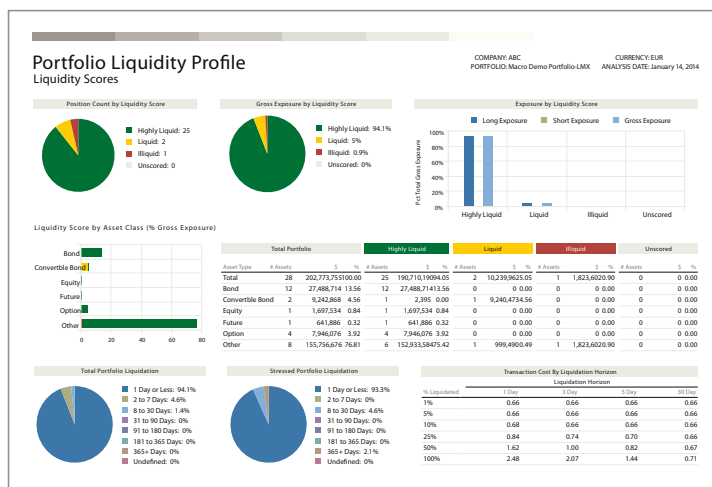 Portfolio Liquidity Profile
Liquidity Scores
COMPANY: ABC CURRENCY: EUR
PORTFOLIO: Macro Demo Portfolio-LMX ANALYSIS DATE: January 14, 2014
Position Count by Liquidity Score
Highly Liquid: 25
Liquid: 2
Illiquid: 1
Unscored: 0
Gross Exposure by Liquidity Score
Highly Liquid: 94.1%
Liquid: 5%
Illiquid: 0.9%
Unscored: 0%
Exposure by Liquidity Score
Long Exposure Short Exposure Gross Exposure
Pct Total Gross Exposure
100%
80%
60%
40%
20%
0%
Highly Liquid Liquid Illiquid Unscored
Liquidity Score by Asset Class (% Gross Exposure)
Bond
Convertble Bond
Equity
Future
Option
Other
0 20 40 60 80
Total Portfolio Highly Liquid Liquid Illiquid Unscored
Asset Type # Assets $ % # Assets $ % # Assets $ % # Assets $ % # Assets $ %
Total 28 202,773,755100.00 25 190,710,19094.05 2 10,239,9625.05 1 1,823,6020.90 0 0 0.00
Bond 12 27,488,714 13.56 12 27,488,71413.56 0 0 0.00 0 0 0.00 0 0 0.00
Convertble Bond 2 9,242,868 4.56 1 2,395 0.00 1 9,240,4734.56 0 0 0.00 0 0 0.00
Equity 1 1,697,534 0.84 1 1,697,534 0.84 0 0 0.00 0 0 0.00 0 0 0.00
Future 1 641,886 0.32 1 641,886 0.32 0 0 0.00 0 0 0.00 0 0 0.00
Option 4 7,946,076 3.92 4 7,946,076 3.92 0 0 0.00 0 0 0.00 0 0 0.00
Other 8 155,756,676 76.81 6 152,933,58475.42 1 999,4900.49 1 1,823,6020.90 0 0 0.00
Total Portfolio Liquidation
1 Day or Less: 94.1%
2 to 7 Days: 4.6%
8 to 30 Days: 1.4%
31 to 90 Days: 0%
91 to 180 Days: 0%
181 to 365 Days: 0%
365+ Days: 0%
Undefined: 0%
Stressed Portfolio Liquidation
1 Day or Less: 93.3%
2 to 7 Days: 0%
8 to 30 Days: 4.6%
31 to 90 Days: 0%
91 to 180 Days: 0%
181 to 365 Days: 0%
365+ Days: 2.1%
Undefined: 0%
Transaction Cost By Liquidation Horizon
Liquidation Horizon
% Liquidated 1 Day 3 Day 5 Day 30 Day
1% 0.66 0.66 0.66 0.66
5% 0.66 0.66 0.66 0.66
10% 0.68 0.66 0.66 0.66
25% 0.84 0.74 0.70 0.66
50% 1.62 1.00 0.82 0.67
100% 2.48 2.07 1.44 0.71